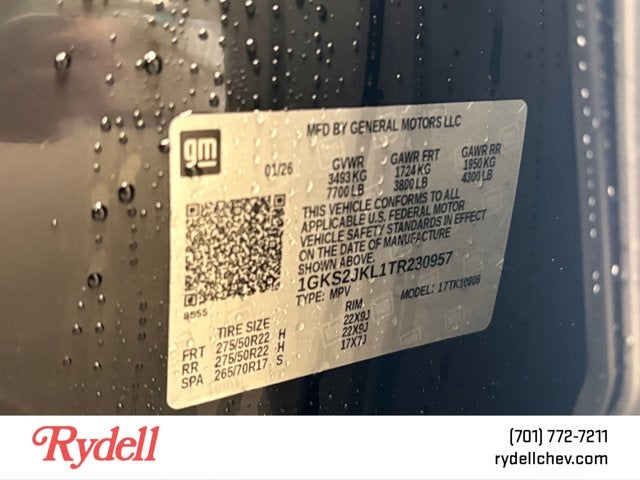 gm
MFD BY GENERAL MOTORS LLC
01/26
GVWR GAWR FRT GAWR RR
3493 KG 1724 KG 1950 KG
7700 LB 3800 LB 4300 LB
THIS VEHICLE CONFORMS TO ALL
APPLICABLE U.S. FEDERAL MOTOR
VEHICLE SAFETY STANDARDS IN EFFECT
ON THE DATE OF MANUFACTURE
SHOWN ABOVE.
1GKS2JKL1TR230957
TYPE: MPV MODEL: 17TK10906
8555
TIRE SIZE RIM
FRT 275/50R22 H 22X9J
RR 275/50R22 H 22X9J
SPA 265/70R17 S 17X7J
Rydell
(701) 772-7211
rydellchev.com